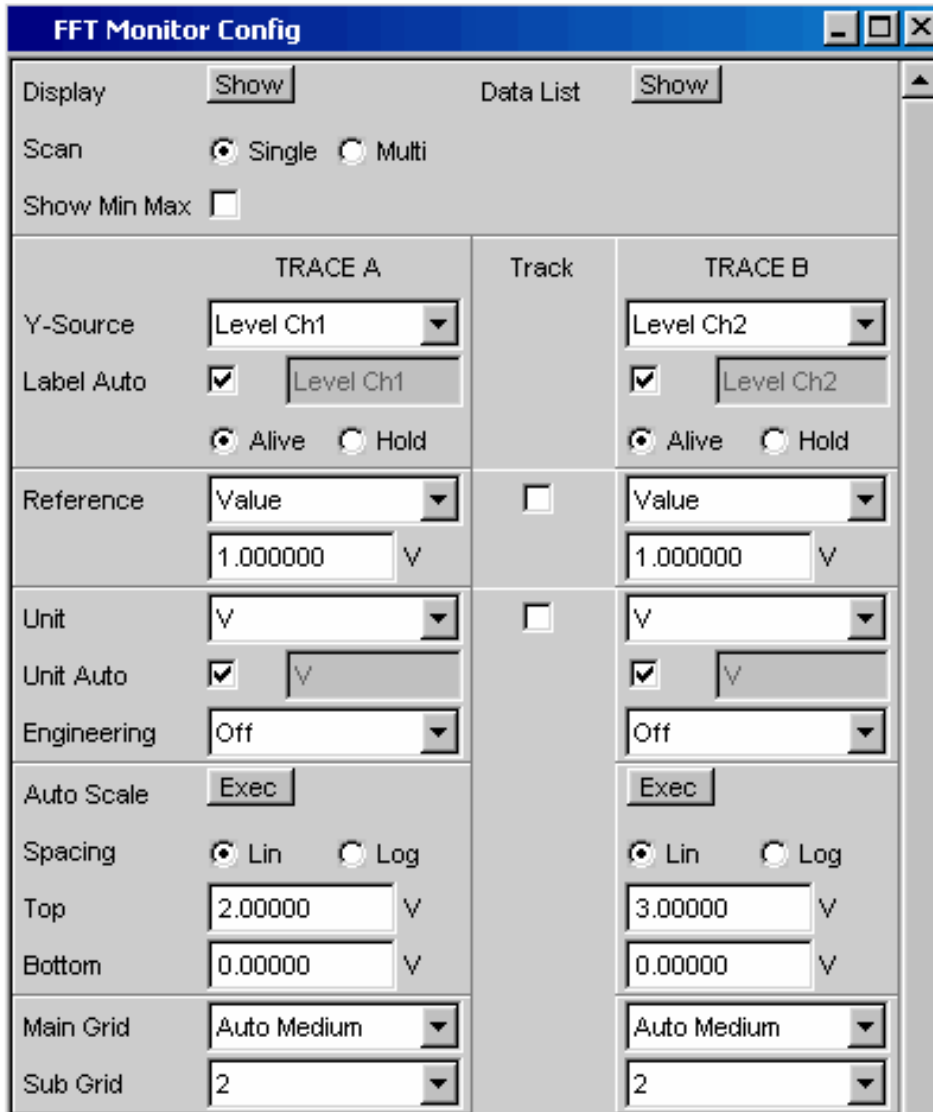 FFT Monitor Config
Display Show Data List Show
Scan Single Multi
Show Min Max
TRACE A Track TRACE B
Y-Source Level Ch1 Level Ch2
Label Auto Level Ch1 Level Ch2
Alive Hold Alive Hold
Reference Value Value
1.000000 V 1.000000 V
Unit V V
Unit Auto V V
Engineering Off Off
Auto Scale Exec Exec
Spacing Lin Log Lin Log
Top 2.00000 V 3.00000 V
Bottom 0.00000 V 0.00000 V
Main Grid Auto Medium Auto Medium
Sub Grid 2 2